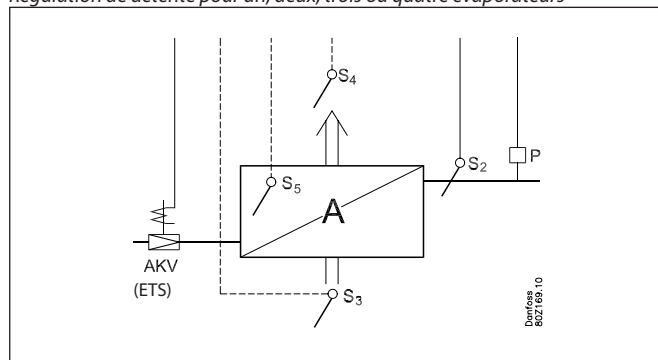 Régulation de détente pour un, deux, trois ou quatre évaporateurs
S4
S2
P
S5
A
AKV
(ETS)
S3
Danfoss
80Z169.10